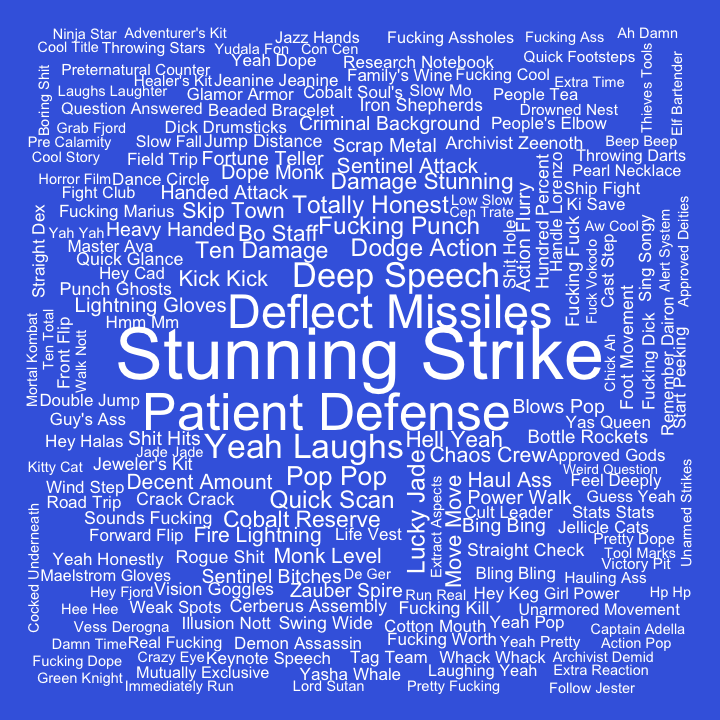 Ninja Star
Adventurer's Kit
Jazz Hands
Fucking Assholes
Fucking Ass
Ah Damn
Cool Title
Throwing Stars
Yudala Fon
Con Cen
Yeah Dope
Research Notebook
Quick Footsteps
Boring Shit
Preternatural Counter
Healer's Kit
Jeanine Jeanine
Family's Wine
Fucking Cool
Extra Time
Thieves Tools
Elf Bartender
Laughs Laughter
Glamor Armor
Cobalt Soul's
Slow Mo
People Tea
Question Answered
Beaded Bracelet
Iron Shepherds
Drowned Nest
Grab Fjord
Dick Drumsticks
Criminal Background
People's Elbow
Pre Calamity
Slow Fall
Jump Distance
Scrap Metal
Archivist Zeenoth
Beep Beep
Cool Story
Field Trip
Fortune Teller
Sentinel Attack
Throwing Darts
Horror Film
Dance Circle
Dope Monk
Damage Stunning
Hundred Percent
Handle Lorenzo
Pearl Necklace
Fight Club
Handed Attack
Totally Honest
Low Slow
Ship Fight
Straight Dex
Fucking Marius
Skip Town
Cen Trate
Action Flurry
Ki Save
Yah Yah
Heavy Handed
Bo Staff
Fucking Punch
Shit Hole
Fucking Fuck
Aw Cool
Sing Songy
Alert System
Approved Deities
Master Ava
Ten Damage
Dodge Action
Fuck Vokodo
Cast Step
Quick Glance
Hey Cad
Kick Kick
Deep Speech
Punch Ghosts
Lightning Gloves
Deflect Missiles
Foot Movement
Fucking Dick
Remember Dairon
Start Peeking
Mortal Kombat
Ten Total
Front Flip
Walk Nott
Hmm Mm
Stunning Strike
Chick Ah
Double Jump
Patient Defense
Blows Pop
Guy's Ass
Yas Queen
Hey Halas
Shit Hits
Yeah Laughs
Hell Yeah
Bottle Rockets
Jade Jade
Chaos Crew
Approved Gods
Kitty Cat
Jeweler's Kit
Lucky Jade
Weird Question
Unarmed Strikes
Wind Step
Decent Amount
Pop Pop
Extract Aspects
Move Move
Haul Ass
Feel Deeply
Road Trip
Crack Crack
Quick Scan
Power Walk
Guess Yeah
Cocked Underneath
Sounds Fucking
Cobalt Reserve
Cult Leader
Stats Stats
Forward Flip
Fire Lightning
Life Vest
Bing Bing
Jellicle Cats
Pretty Dope
Yeah Honestly
Rogue Shit
Monk Level
Straight Check
Tool Marks
Victory Pit
Maelstrom Gloves
Sentinel Bitches
De Ger
Bling Bling
Hauling Ass
Hey Fjord
Vision Goggles
Zauber Spire
Run Real
Hey Keg
Girl Power
Hp Hp
Hee Hee
Weak Spots
Cerberus Assembly
Fucking Kill
Unarmored Movement
Vess Derogna
Illusion Nott
Swing Wide
Cotton Mouth
Yeah Pop
Captain Adella
Damn Time
Real Fucking
Demon Assassin
Fucking Worth
Yeah Pretty
Action Pop
Fucking Dope
Crazy Eye
Keynote Speech
Tag Team
Whack Whack
Archivist Demid
Green Knight
Mutually Exclusive
Yasha Whale
Laughing Yeah
Extra Reaction
Immediately Run
Lord Sutan
Pretty Fucking
Follow Jester